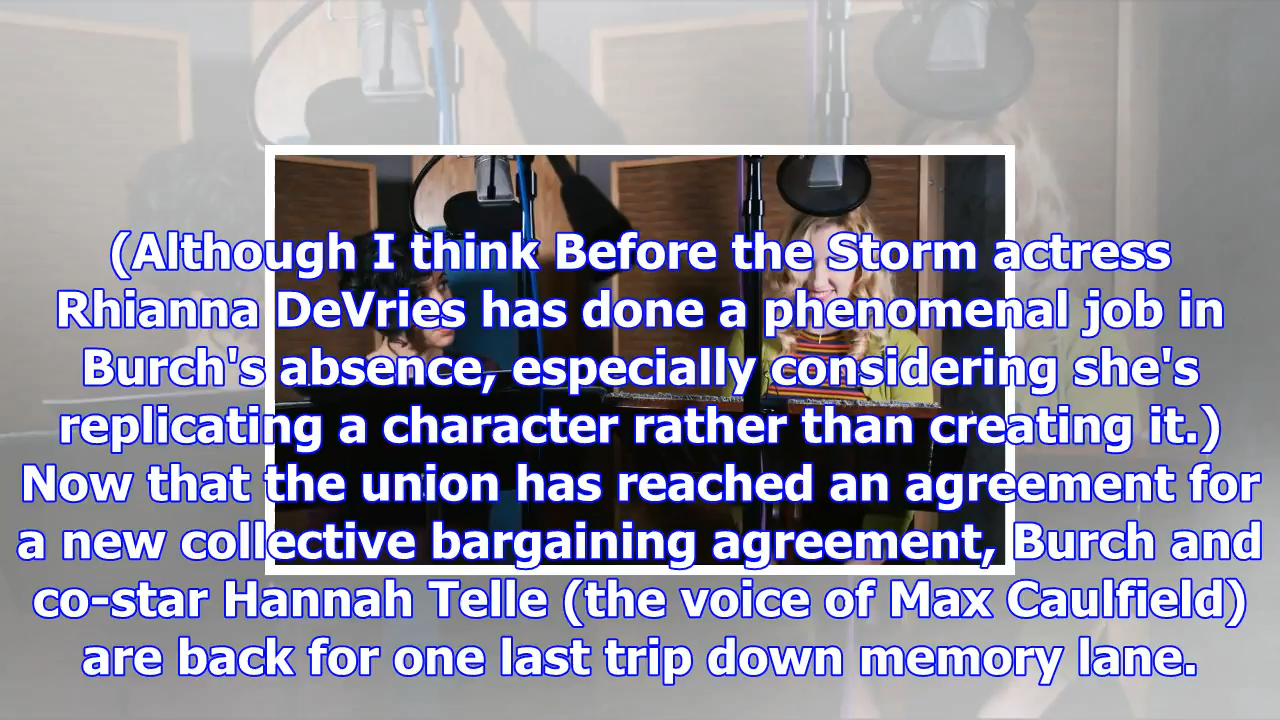 (Although I think Before the Storm actress
Rhianna DeVries has done a phenomenal job in
Burch's absence, especially considering she's
replicating a character rather than creating it.)
Now that the union has reached an agreement for
a new collective bargaining agreement, Burch and
co-star Hannah Telle (the voice of Max Caulfield)
are back for one last trip down memory lane.